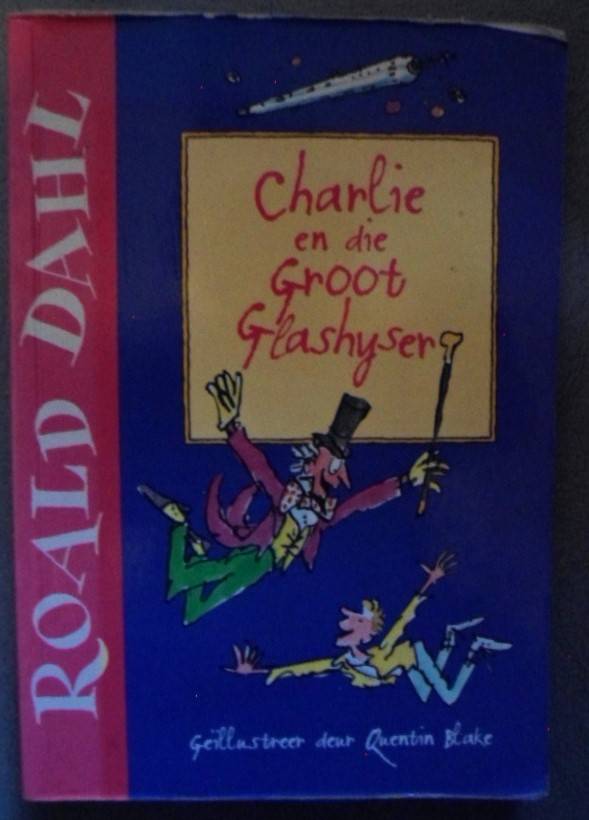 ROALD DAHL
Charlie
en die
Groot
Glashyser
Geïllustreer deur Quentin Blake